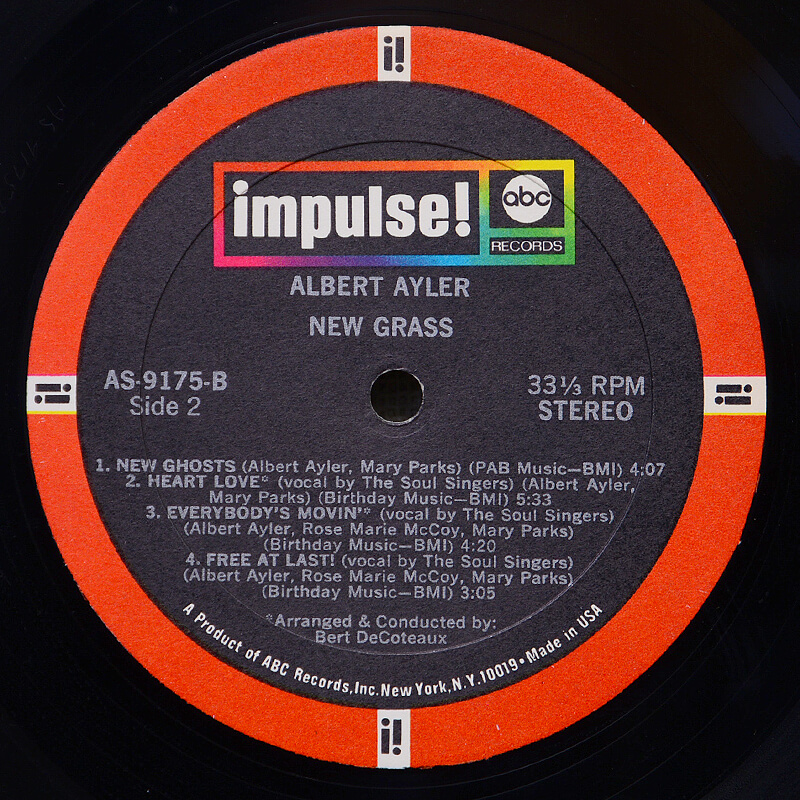 i!
impulse!
abc
RECORDS
ALBERT AYLER
NEW GRASS
AS-9175-B
Side 2
33⅓ RPM
STEREO
i!
i!
1. NEW GHOSTS (Albert Ayler, Mary Parks) (PAB Music—BMI) 4:07
2. HEART LOVE* (vocal by The Soul Singers) (Albert Ayler,
Mary Parks) (Birthday Music—BMI) 5:33
3. EVERYBODY'S MOVIN'* (vocal by The Soul Singers)
(Albert Ayler, Rose Marie McCoy, Mary Parks)
(Birthday Music—BMI) 4:20
4. FREE AT LAST! (vocal by The Soul Singers)
(Albert Ayler, Rose Marie McCoy, Mary Parks)
(Birthday Music—BMI) 3:05
*Arranged & Conducted by:
Bert DeCoteaux
A Product of ABC Records, Inc. New York, N.Y. 10019 • Made in USA
i!